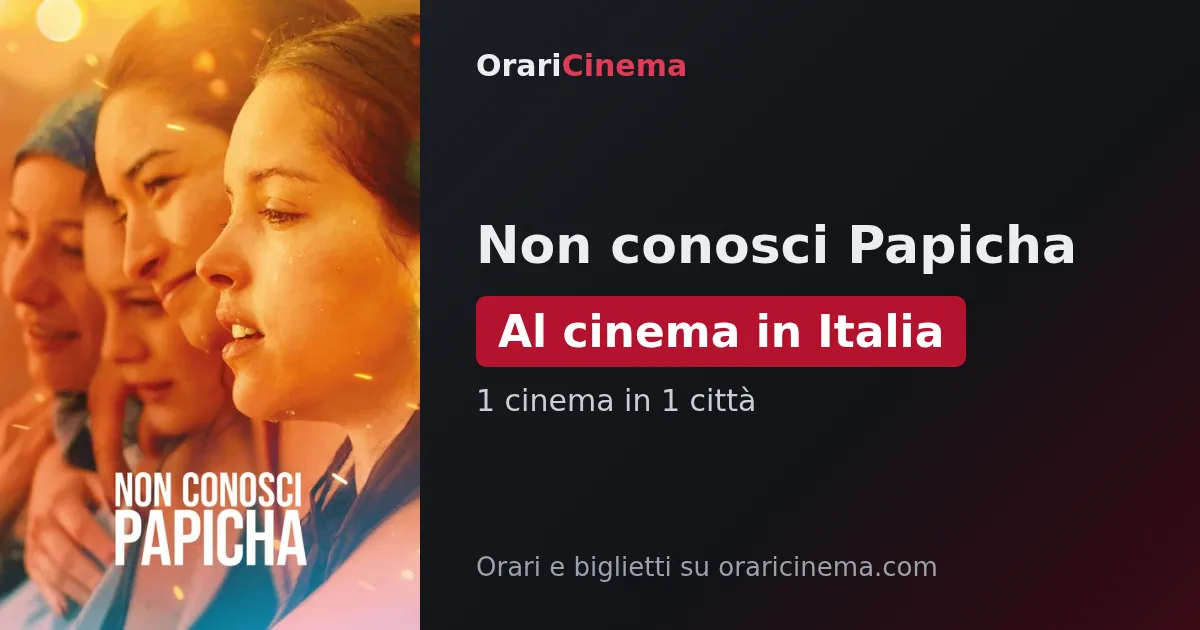 NON CONOSCI
PAPICHA
OrariCinema
Non conosci Papicha
Al cinema in Italia
1 cinema in 1 città
Orari e biglietti su oraricinema.com